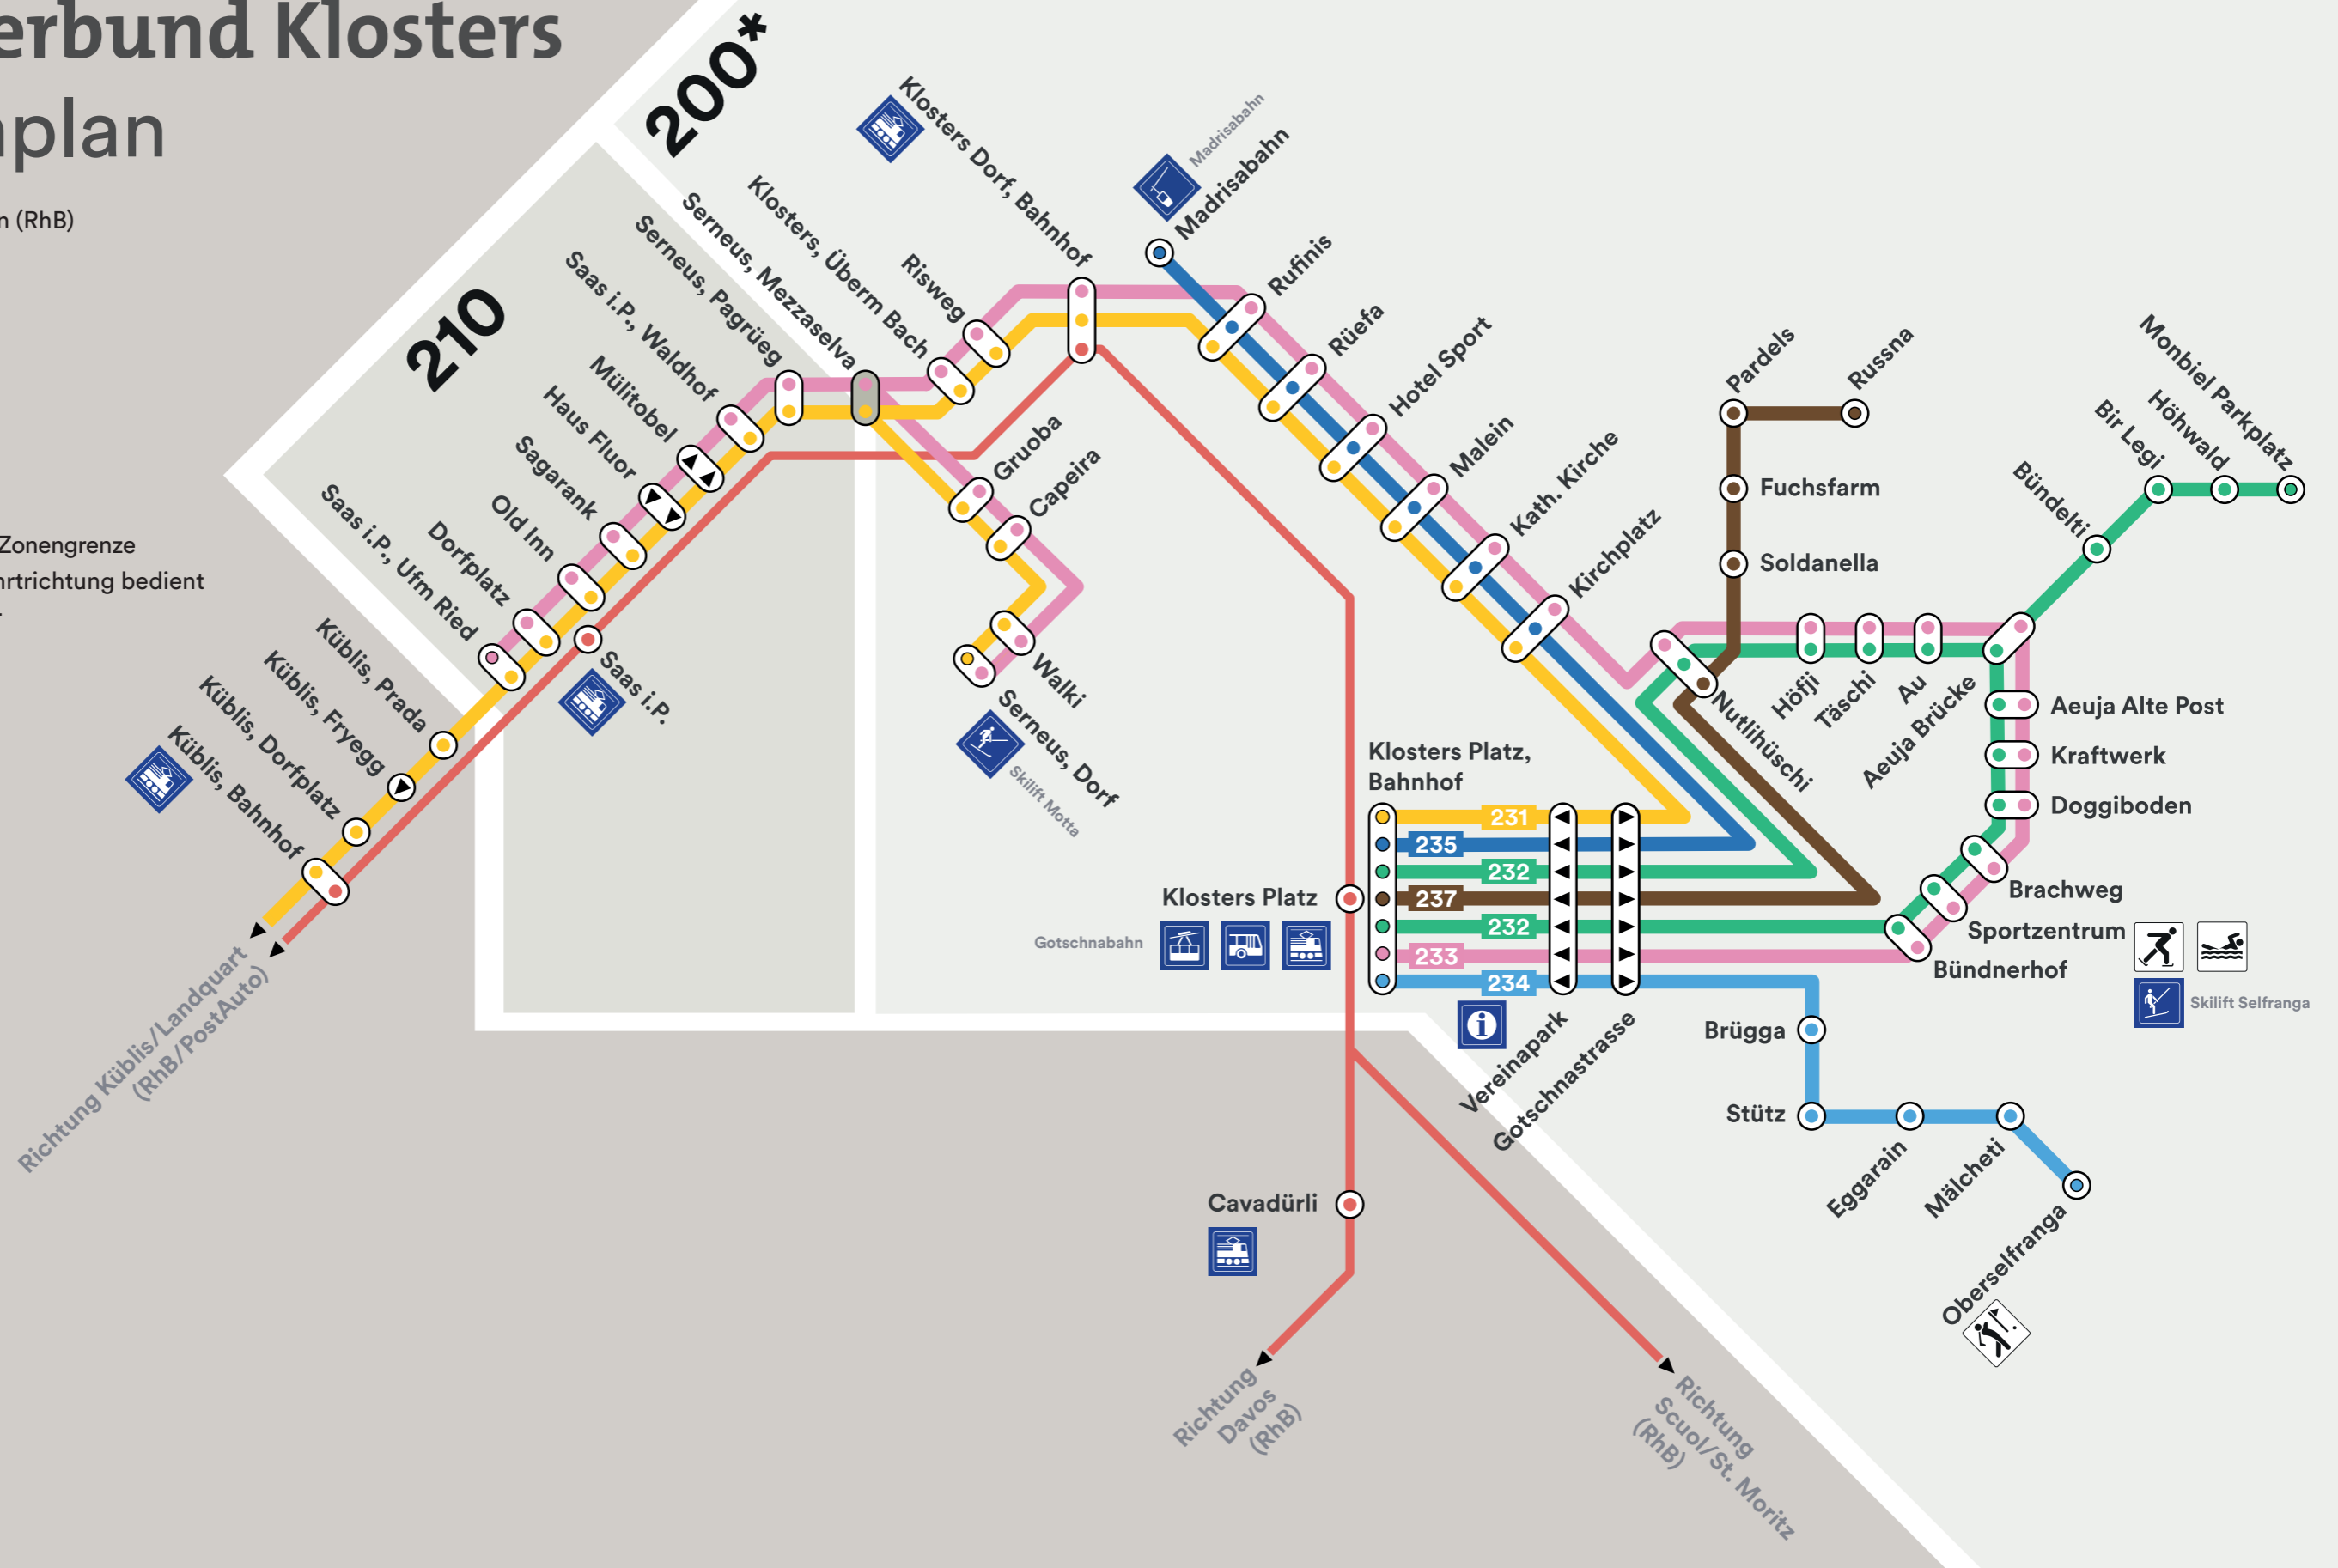 erbund Klosters
nplan
n (RhB)
Zonengrenze
hrtrichtung bedient
200*
210
Klosters Dorf, Bahnhof
Madrisabahn
Madrisabahn
Klosters, Überm Bach
Risweg
Serneus, Mezzaselva
Serneus, Pagrüeg
Saas i.P., Waldhof
Mülitobel
Haus Fluor
Sagarank
Old Inn
Dorfplatz
Saas i.P., Ufm Ried
Küblis, Prada
Küblis, Fryegg
Küblis, Dorfplatz
Küblis, Bahnhof
Saas i.P.
Richtung Küblis/Landquart
(RhB/PostAuto)
Gruoba
Capeira
Walki
Serneus, Dorf
Skilift Motta
Rufinis
Rüefa
Hotel Sport
Malein
Kath. Kirche
Kirchplatz
Pardels
Russna
Fuchsfarm
Soldanella
Nutlihüschi
Höfji
Täschi
Au
Aeuja Brücke
Bündelti
Bir Legi
Höhwald
Monbiel Parkplatz
Aeuja Alte Post
Kraftwerk
Doggiboden
Brachweg
Sportzentrum
Bündnerhof
Skilift Selfranga
Klosters Platz,
Bahnhof
231
235
232
237
232
233
234
Klosters Platz
Gotschnabahn
Vereinapark
Gotschnastrasse
Brügga
Stütz
Eggarain
Mälcheti
Oberselfranga
Cavadürli
Richtung
Davos
(RhB)
Richtung
Scuol/St. Moritz
(RhB)